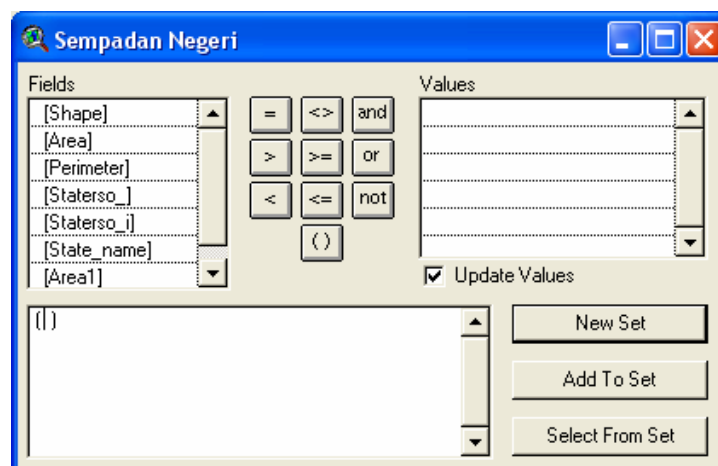 Sempadan Negeri
Fields
[Shape]
[Area]
[Perimeter]
[Staterso_]
[Staterso_i]
[State_name]
[Area1]
= <> and
> >= or
< <= not
( )
Values
Update Values
( )
New Set
Add To Set
Select From Set